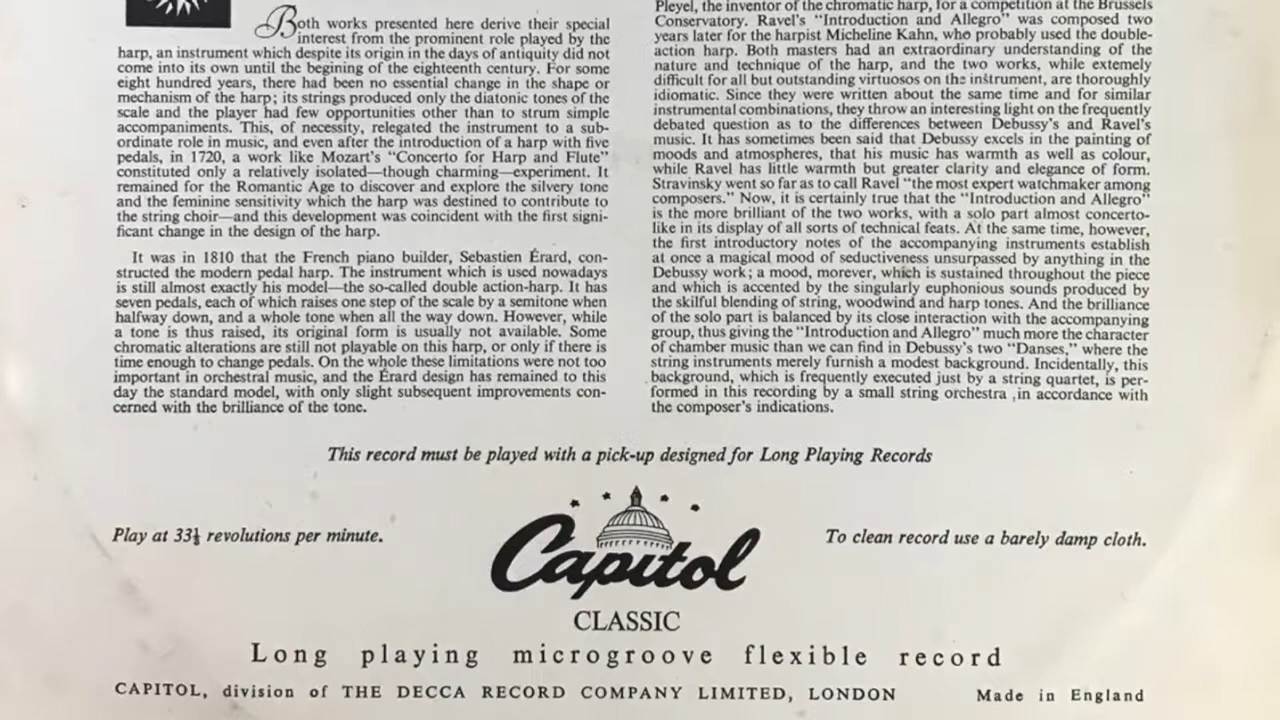 Both works presented here derive their special
interest from the prominent role played by the
harp, an instrument which despite its origin in the days of antiquity did not
come into its own until the begining of the eighteenth century. For some
eight hundred years, there had been no essential change in the shape or
mechanism of the harp; its strings produced only the diatonic tones of the
scale and the player had few opportunities other than to strum simple
accompaniments. This, of necessity, relegated the instrument to a sub-
ordinate role in music, and even after the introduction of a harp with five
pedals, in 1720, a work like Mozart's "Concerto for Harp and Flute"
constituted only a relatively isolated—though charming—experiment. It
remained for the Romantic Age to discover and explore the silvery tone
and the feminine sensitivity which the harp was destined to contribute to
the string choir—and this development was coincident with the first signi-
ficant change in the design of the harp.
It was in 1810 that the French piano builder, Sebastien Érard, con-
structed the modern pedal harp. The instrument which is used nowadays
is still almost exactly his model—the so-called double action-harp. It has
seven pedals, each of which raises one step of the scale by a semitone when
halfway down, and a whole tone when all the way down. However, while
a tone is thus raised, its original form is usually not available. Some
chromatic alterations are still not playable on this harp, or only if there is
time enough to change pedals. On the whole these limitations were not too
important in orchestral music, and the Érard design has remained to this
day the standard model, with only slight subsequent improvements con-
cerned with the brilliance of the tone.
Pleyel, the inventor of the chromatic harp, for a competition at the Brussels
Conservatory. Ravel's "Introduction and Allegro" was composed two
years later for the harpist Micheline Kahn, who probably used the double-
action harp. Both masters had an extraordinary understanding of the
nature and technique of the harp, and the two works, while extemely
difficult for all but outstanding virtuosos on the instrument, are thoroughly
idiomatic. Since they were written about the same time and for similar
instrumental combinations, they throw an interesting light on the frequently
debated question as to the differences between Debussy's and Ravel's
music. It has sometimes been said that Debussy excels in the painting of
moods and atmospheres, that his music has warmth as well as colour,
while Ravel has little warmth but greater clarity and elegance of form.
Stravinsky went so far as to call Ravel "the most expert watchmaker among
composers." Now, it is certainly true that the "Introduction and Allegro"
is the more brilliant of the two works, with a solo part almost concerto-
like in its display of all sorts of technical feats. At the same time, however,
the first introductory notes of the accompanying instruments establish
at once a magical mood of seductiveness unsurpassed by anything in the
Debussy work; a mood, morever, which is sustained throughout the piece
and which is accented by the singularly euphonious sounds produced by
the skilful blending of string, woodwind and harp tones. And the brilliance
of the solo part is balanced by its close interaction with the accompanying
group, thus giving the "Introduction and Allegro" much more the character
of chamber music than we can find in Debussy's two "Danses," where the
string instruments merely furnish a modest background. Incidentally, this
background, which is frequently executed just by a string quartet, is per-
formed in this recording by a small string orchestra ,in accordance with
the composer's indications.
This record must be played with a pick-up designed for Long Playing Records
Play at 33⅓ revolutions per minute.
Capitol
To clean record use a barely damp cloth.
CLASSIC
Long playing microgroove flexible record
CAPITOL, division of THE DECCA RECORD COMPANY LIMITED, LONDON Made in England